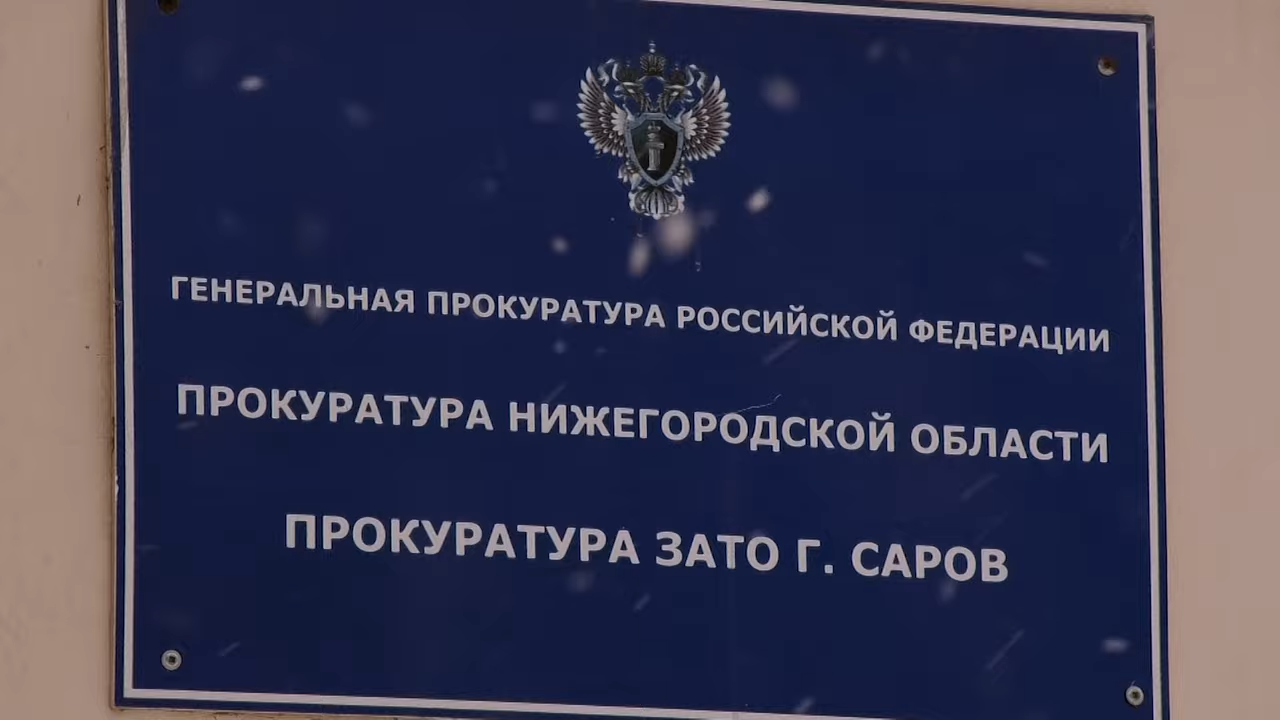 ГЕНЕРАЛЬНАЯ ПРОКУРАТУРА РОССИЙСКОЙ ФЕДЕРАЦИИ
ПРОКУРАТУРА НИЖЕГОРОДСКОЙ ОБЛАСТИ
ПРОКУРАТУРА ЗАТО Г. САРОВ